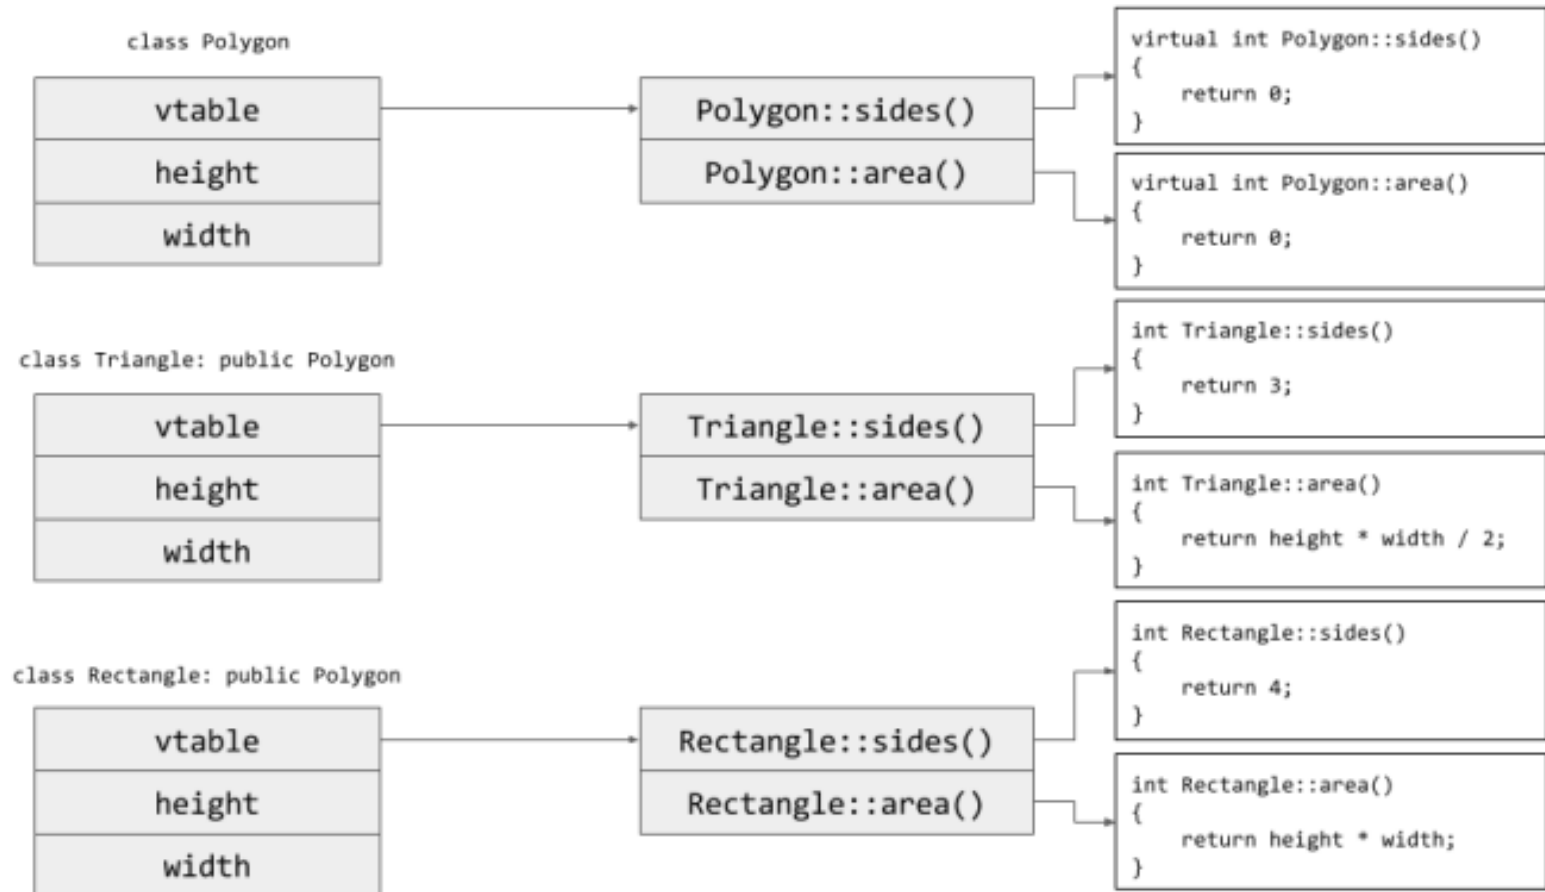 class Polygon
vtable
height
width
Polygon::sides()
Polygon::area()
virtual int Polygon::sides()
{
    return 0;
}
virtual int Polygon::area()
{
    return 0;
}
class Triangle: public Polygon
vtable
height
width
Triangle::sides()
Triangle::area()
int Triangle::sides()
{
    return 3;
}
int Triangle::area()
{
    return height * width / 2;
}
class Rectangle: public Polygon
vtable
height
width
Rectangle::sides()
Rectangle::area()
int Rectangle::sides()
{
    return 4;
}
int Rectangle::area()
{
    return height * width;
}